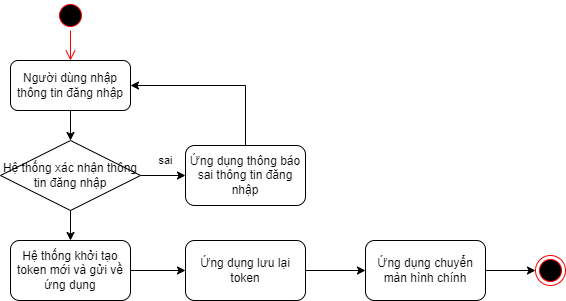 Người dùng nhập
thông tin đăng nhập
Hệ thống xác nhận thông
tin đăng nhập
sai
Ứng dụng thông báo
sai thông tin đăng
nhập
Hệ thống khởi tạo
token mới và gửi về
ứng dụng
Ứng dụng lưu lại
token
Ứng dụng chuyển
màn hình chính